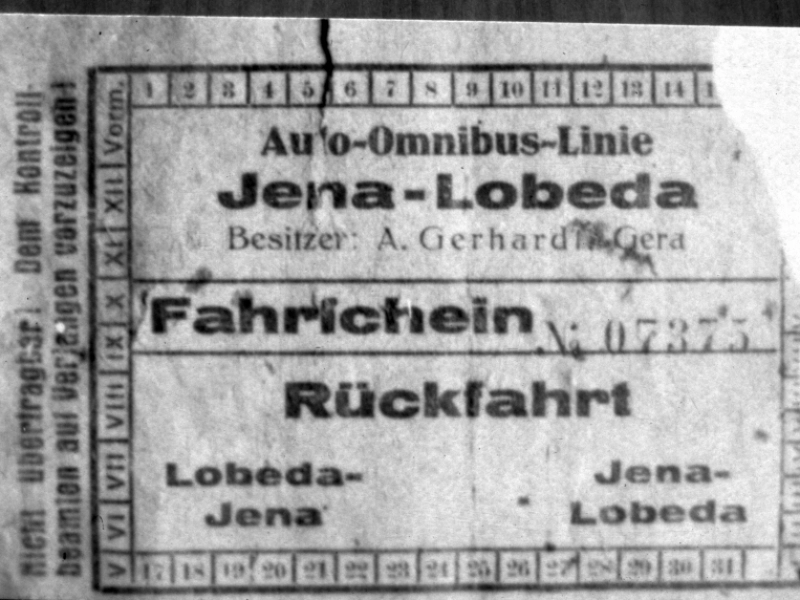 1 2 3 4 5 6 7 8 9 10 11 12 13 14
Auto-Omnibus-Linie
Jena-Lobeda
Besitzer: A. Gerhardt, Gera
Fahrſchein № 07375
Rückfahrt
Lobeda-
Jena
Jena-
Lobeda
17 18 19 20 21 22 23 24 25 26 27 28 29 30 31
V VI VII VIII IX X XI XII Vorm.
Nicht übertragbar! Dem Kontroll-
beamten auf Verlangen vorzuzeigen!